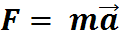 F = ma⃗